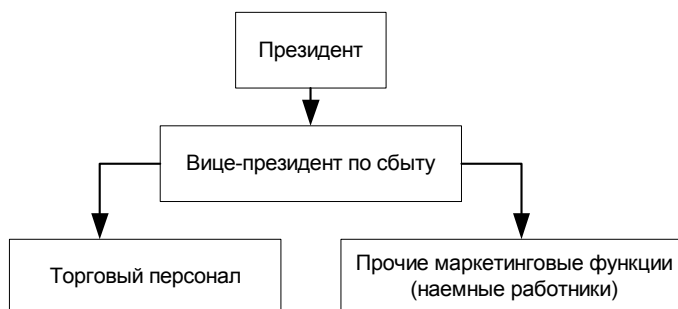 Президент
Вице-президент по сбыту
Торговый персонал
Прочие маркетинговые функции
(наемные работники)